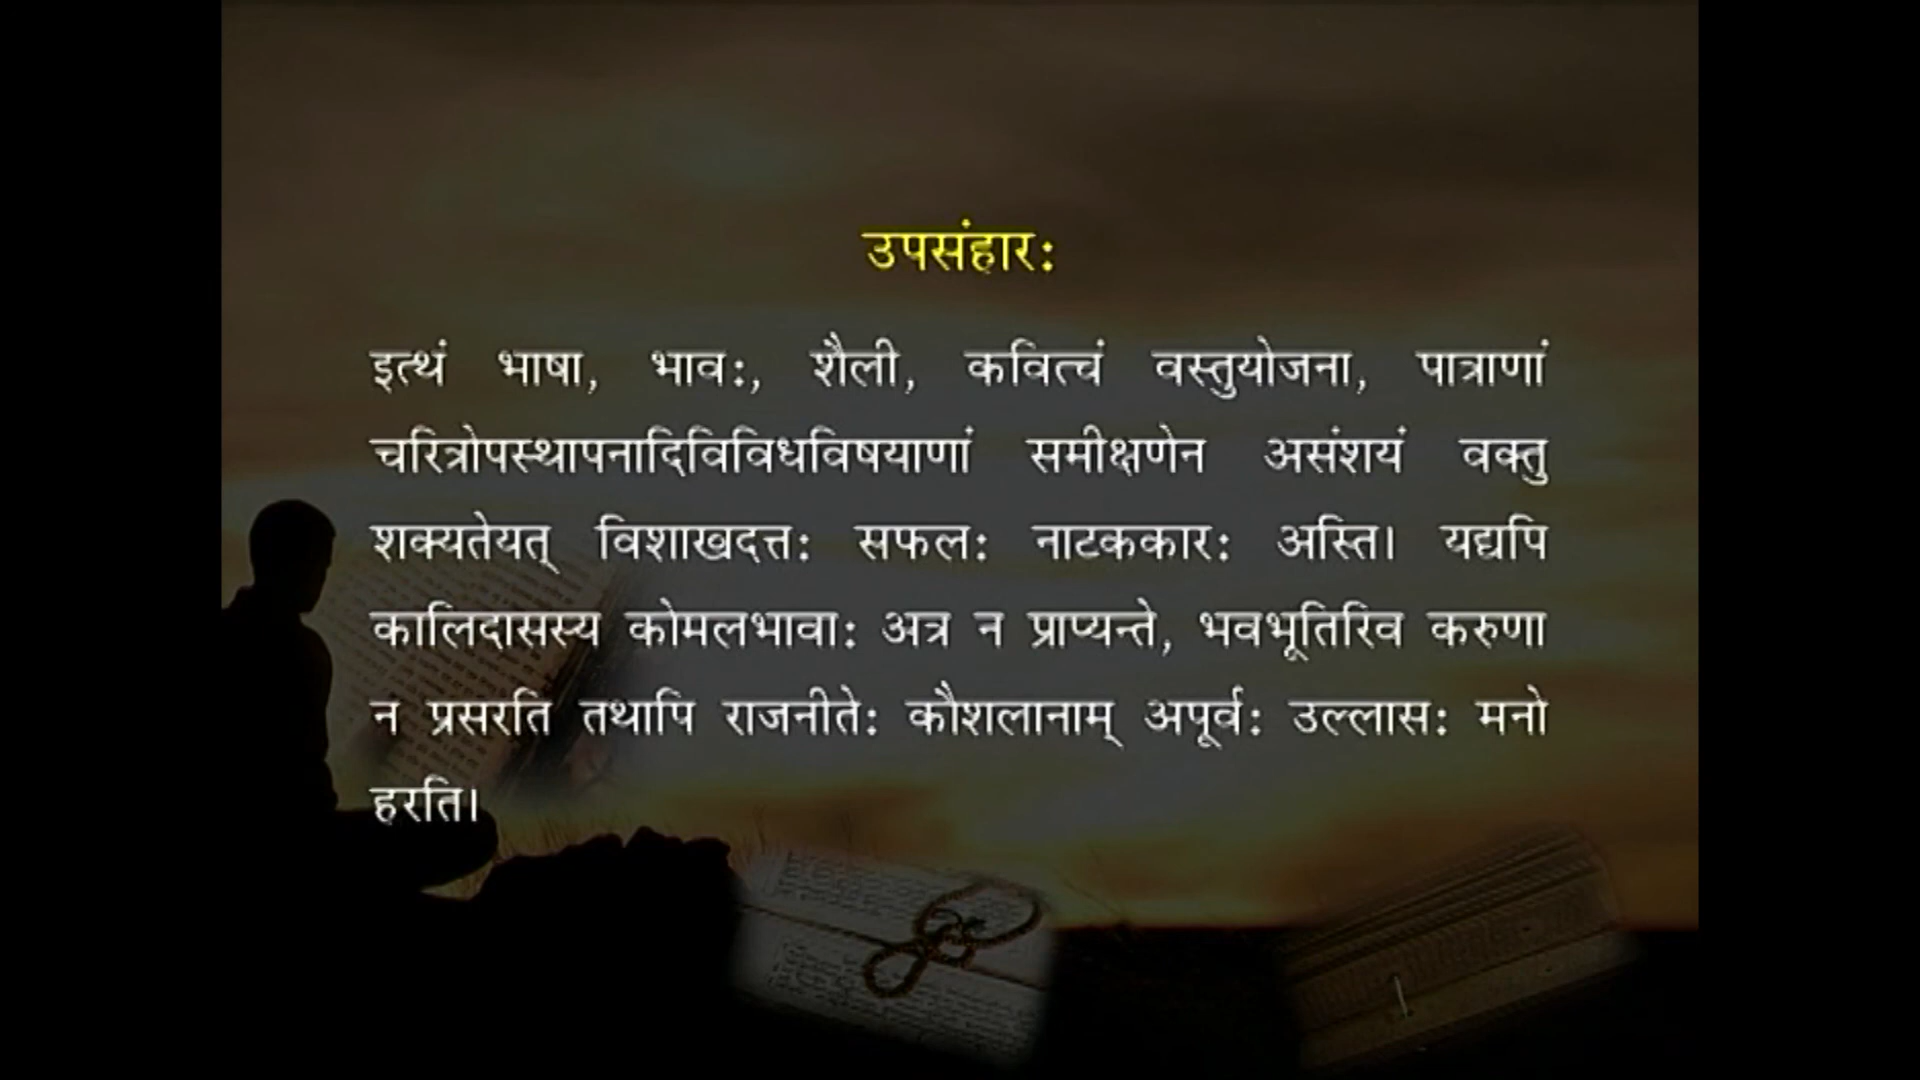 उपसंहारः
इत्थं भाषा, भावः, शैली, कवित्वं वस्तुयोजना, पात्राणां
चरित्रोपस्थापनादिविविधविषयाणां समीक्षणेन असंशयं वक्तु
शक्यतेयत् विशाखदत्तः सफलः नाटककारः अस्ति। यद्यपि
कालिदासस्य कोमलभावाः अत्र न प्राप्यन्ते, भवभूतिरिव करुणा
न प्रसरति तथापि राजनीतेः कौशलानाम् अपूर्वः उल्लासः मनो
हरति।